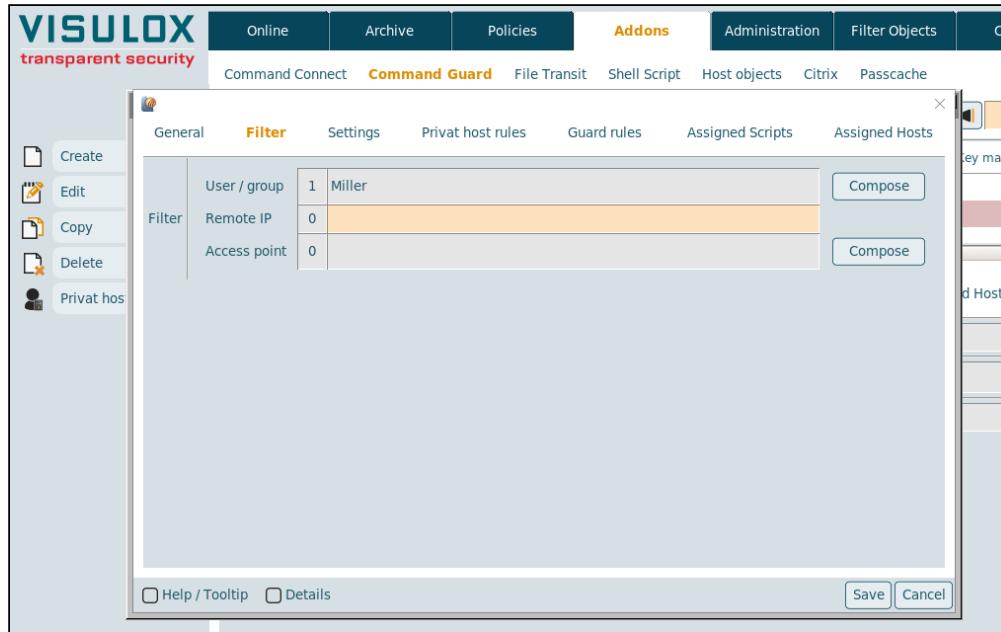 VISULOX
transparent security
Online Archive Policies Addons Administration Filter Objects
Command Connect Command Guard File Transit Shell Script Host objects Citrix Passcache
General Filter Settings Privat host rules Guard rules Assigned Scripts Assigned Hosts
Create
Edit
Copy
Delete
Privat hos
Filter
User / group 1 Miller Compose
Remote IP 0
Access point 0 Compose
Key ma
d Host
Help / Tooltip Details Save Cancel